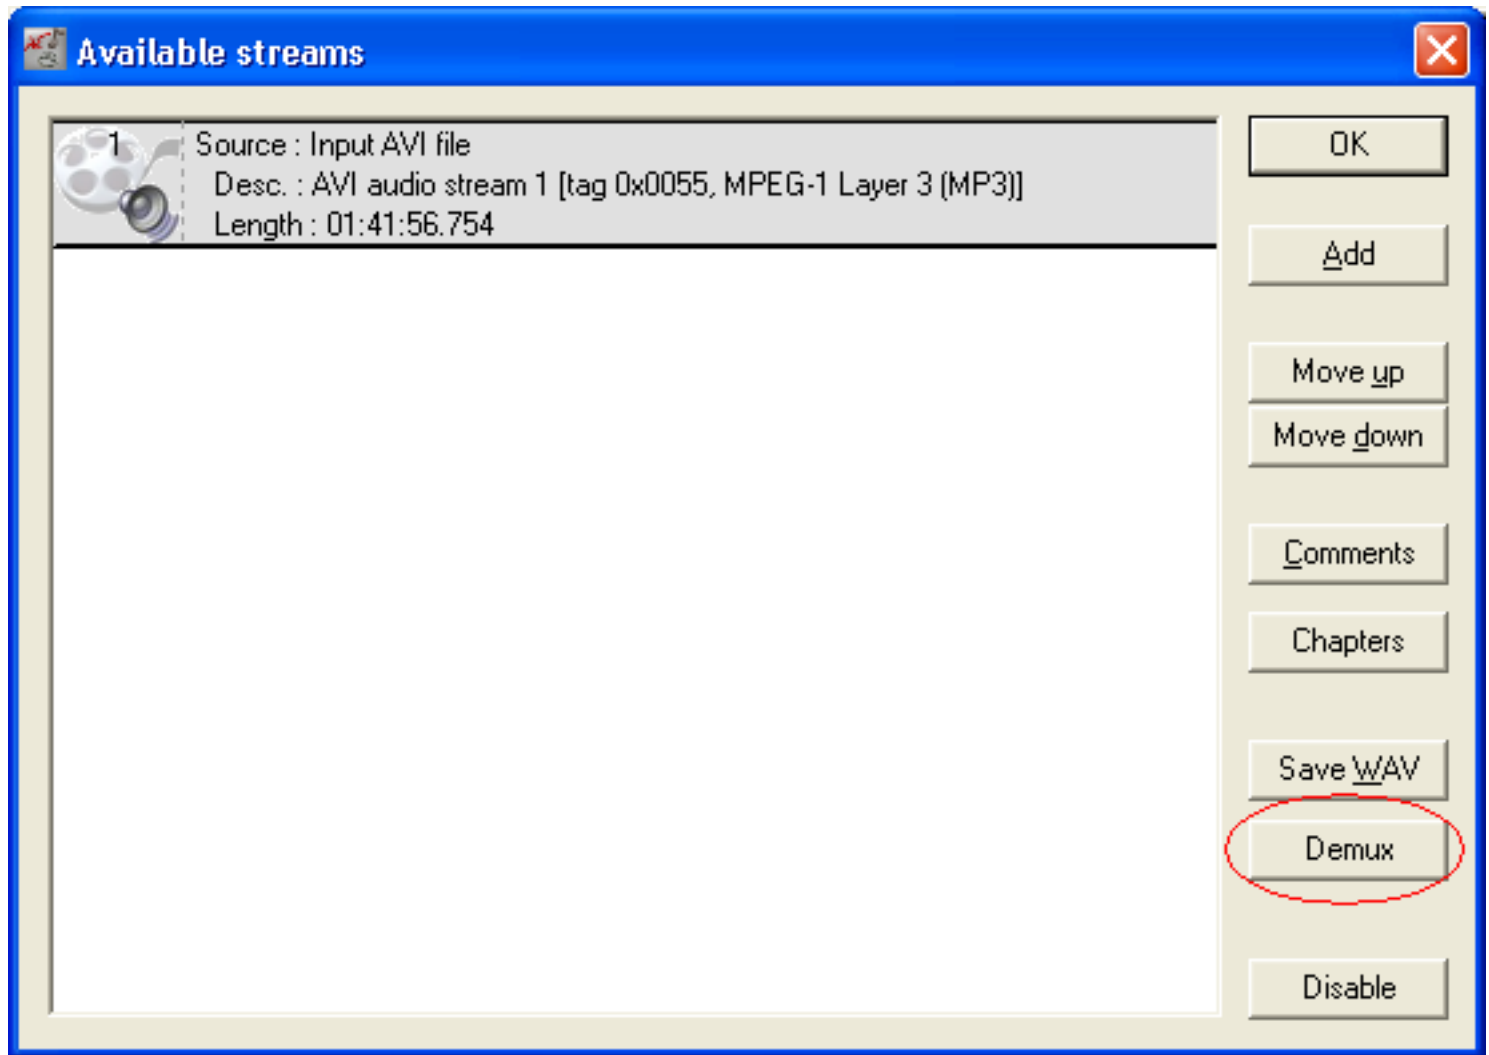 Available streams
1
Source : Input AVI file
Desc. : AVI audio stream 1 [tag 0x0055, MPEG-1 Layer 3 (MP3)]
Length : 01:41:56.754
OK
Add
Move up
Move down
Comments
Chapters
Save WAV
Demux
Disable